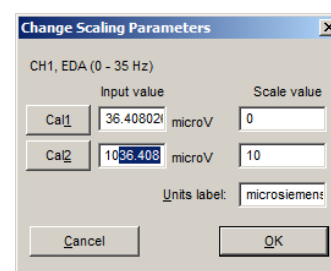 Change Scaling Parameters
CH1, EDA (0 - 35 Hz)
Input value Scale value
Cal1 36.40802 microV 0
Cal2 1036.408 microV 10
Units label: microsiemens
Cancel OK